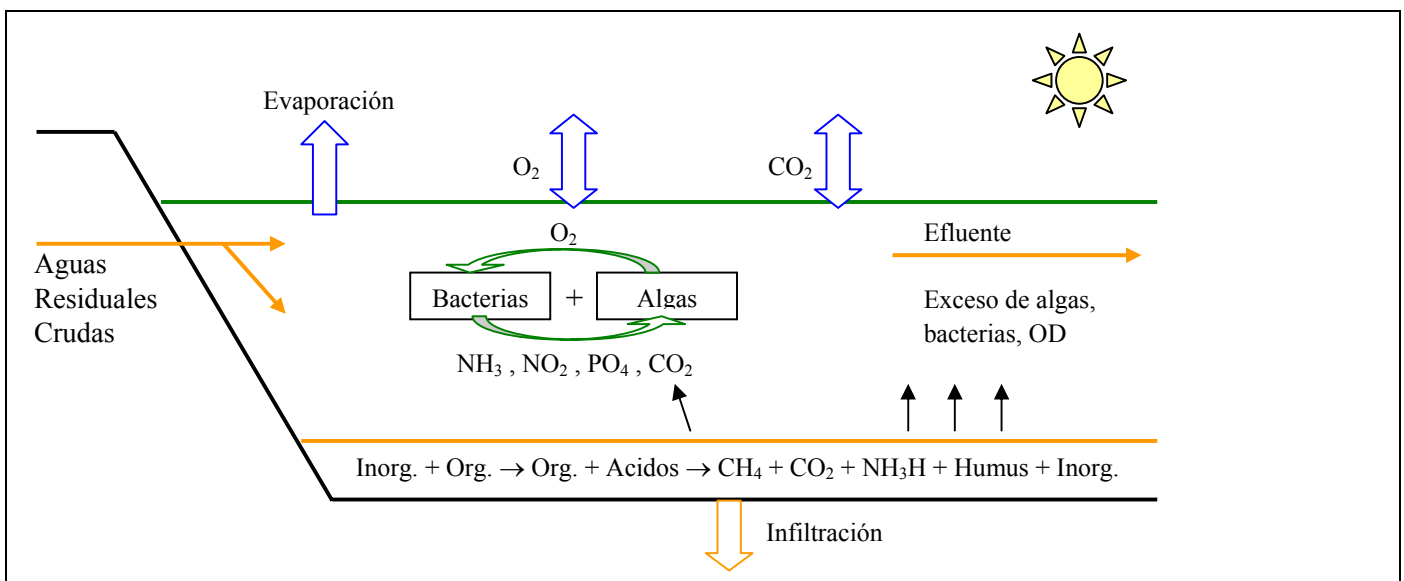 Evaporación
O₂
CO₂
O₂
Efluente
Aguas
Residuales
Crudas
Bacterias + Algas
Exceso de algas,
bacterias, OD
NH₃ , NO₂ , PO₄ , CO₂
Inorg. + Org. → Org. + Acidos → CH₄ + CO₂ + NH₃H + Humus + Inorg.
Infiltración